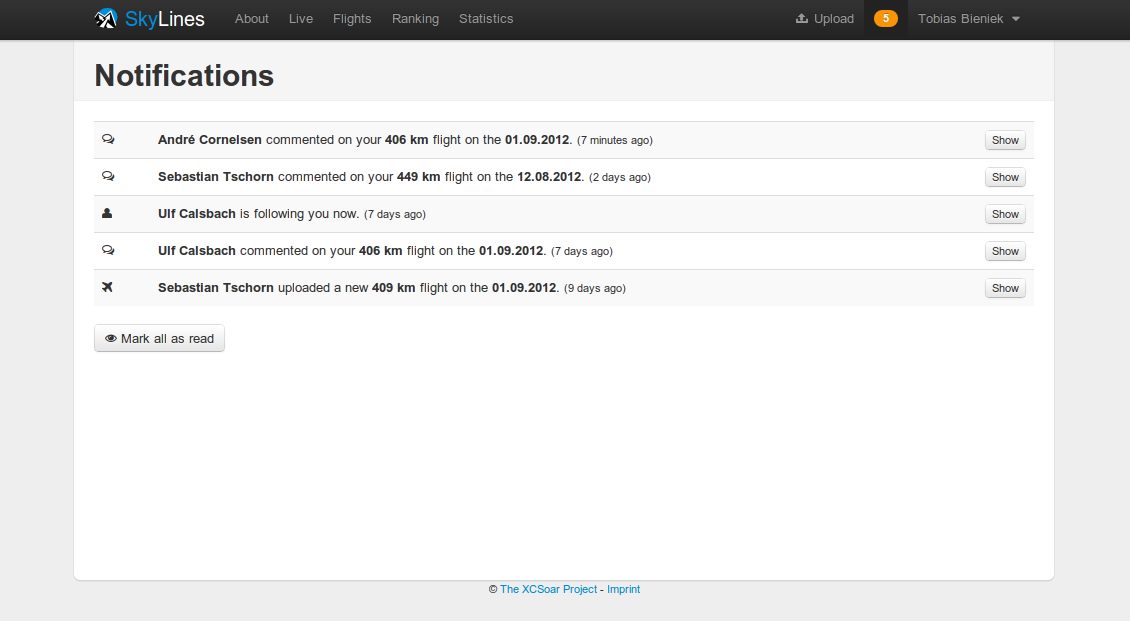 SkyLines About Live Flights Ranking Statistics Upload 5 Tobias Bieniek
Notifications
André Cornelsen commented on your 406 km flight on the 01.09.2012. (7 minutes ago) Show
Sebastian Tschorn commented on your 449 km flight on the 12.08.2012. (2 days ago) Show
Ulf Calsbach is following you now. (7 days ago) Show
Ulf Calsbach commented on your 406 km flight on the 01.09.2012. (7 days ago) Show
Sebastian Tschorn uploaded a new 409 km flight on the 01.09.2012. (9 days ago) Show
Mark all as read
© The XCSoar Project - Imprint